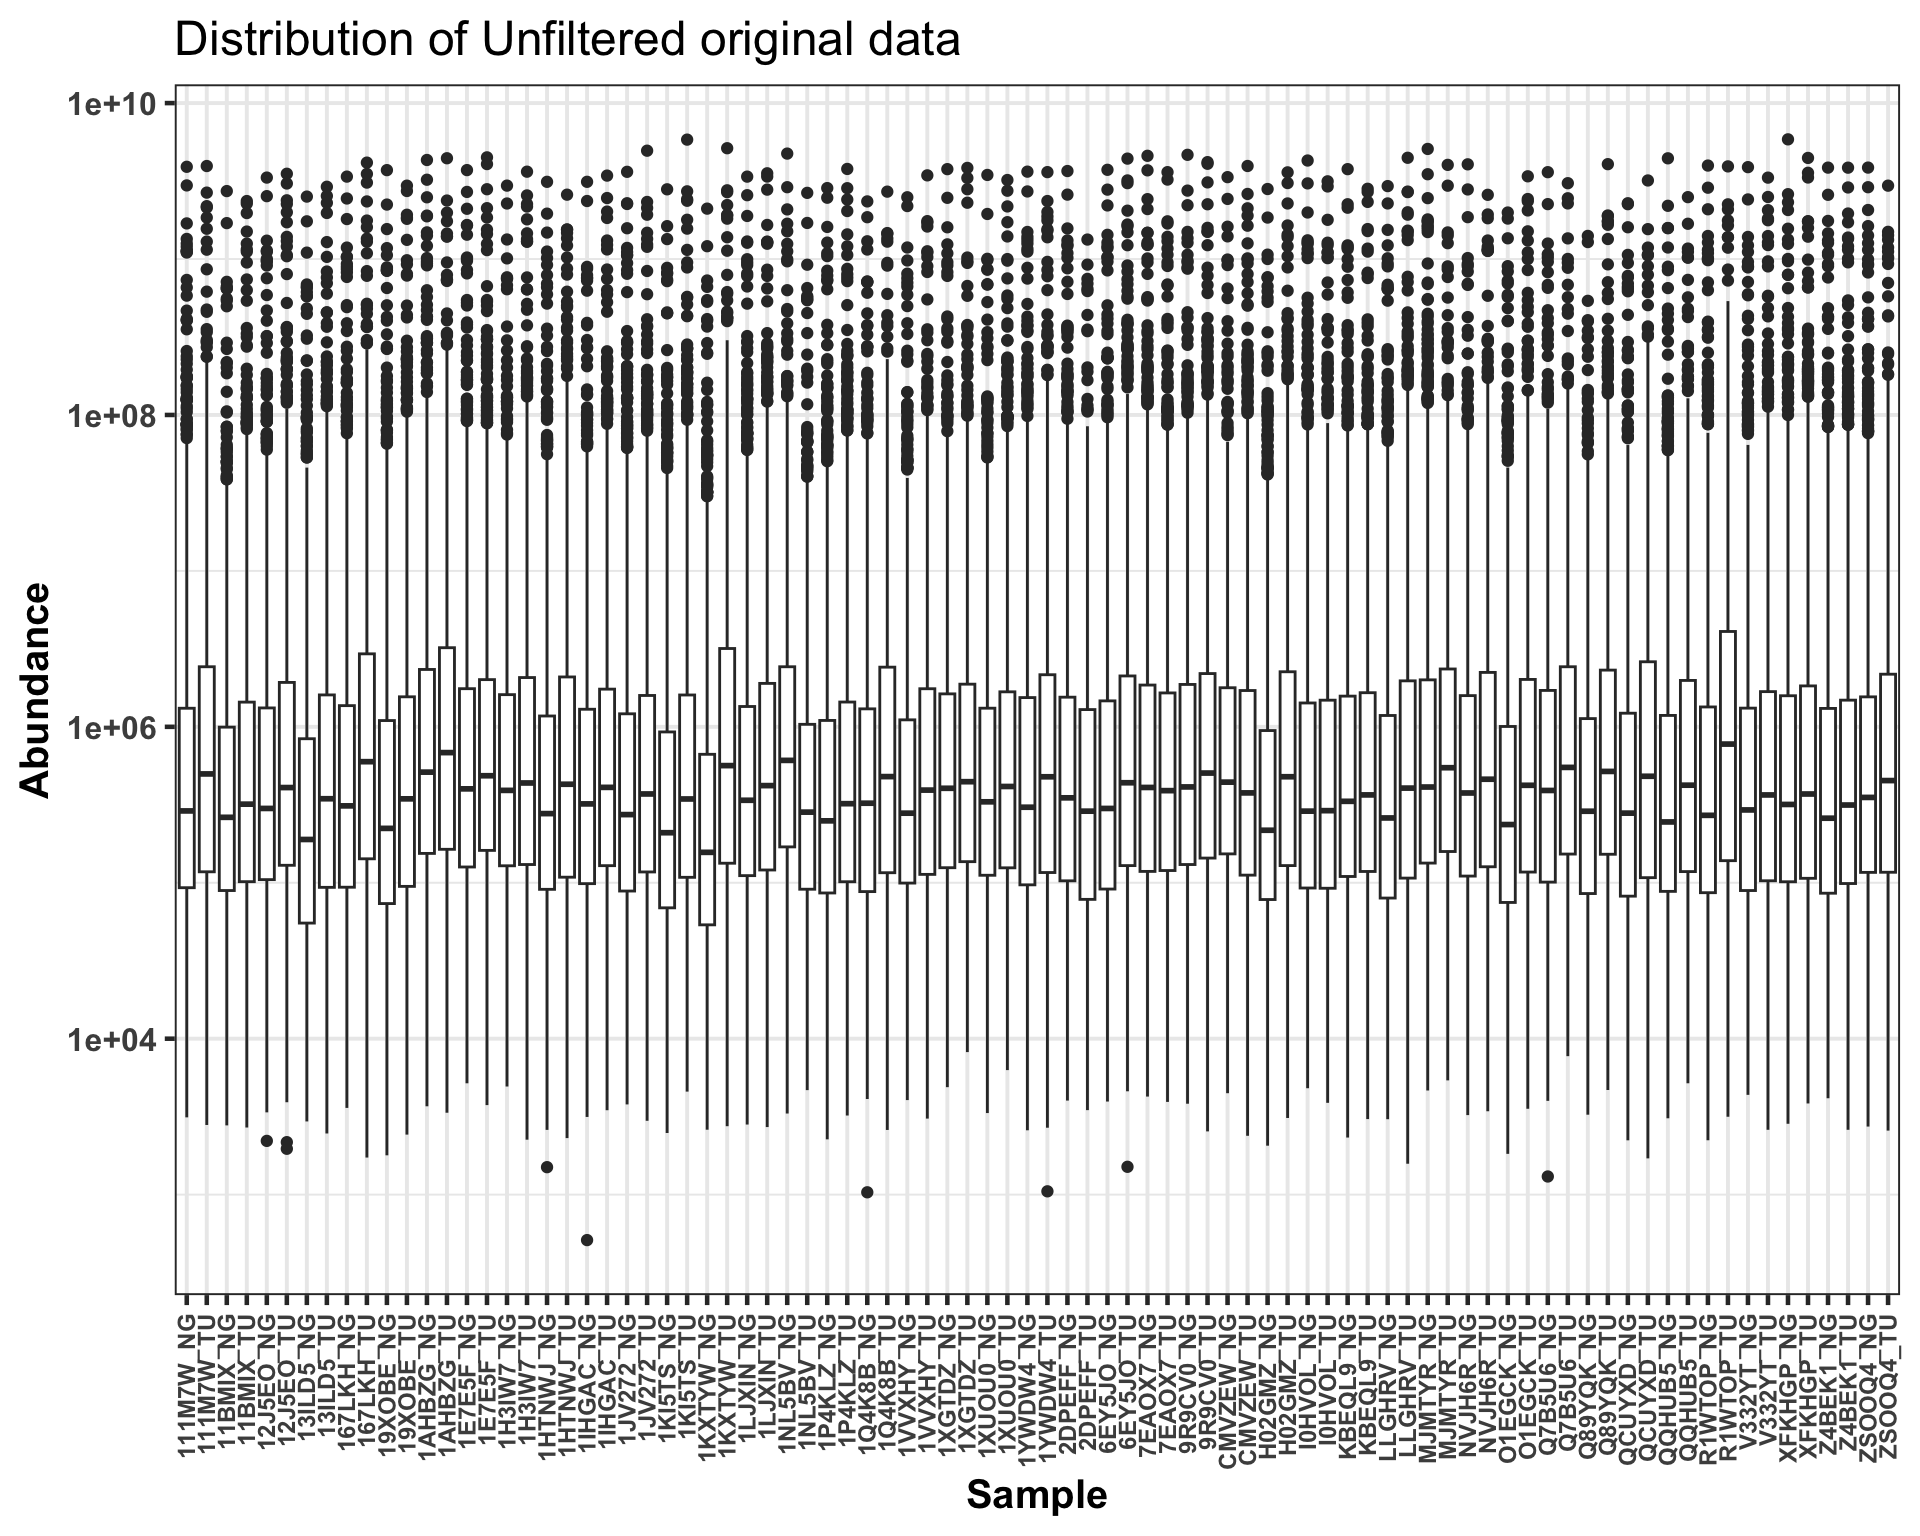 Distribution of Unfiltered original data
1e+10
1e+08
1e+06
1e+04
Abundance
111M7W_NG
111M7W_TU
11BMIX_NG
11BMIX_TU
12J5EO_NG
12J5EO_TU
13ILD5_NG
13ILD5_TU
167LKH_NG
167LKH_TU
19XOBE_NG
19XOBE_TU
1AHBZG_NG
1AHBZG_TU
1E7E5F_NG
1E7E5F_TU
1H3IW7_NG
1H3IW7_TU
1HTNWJ_NG
1HTNWJ_TU
1IHGAC_NG
1IHGAC_TU
1JV272_NG
1JV272_TU
1KI5TS_NG
1KI5TS_TU
1KXTYW_NG
1KXTYW_TU
1LJXIN_NG
1LJXIN_TU
1NL5BV_NG
1NL5BV_TU
1P4KLZ_NG
1P4KLZ_TU
1Q4K8B_NG
1Q4K8B_TU
1VVXHY_NG
1VVXHY_TU
1XGTDZ_NG
1XGTDZ_TU
1XUOU0_NG
1XUOU0_TU
1YWDW4_NG
1YWDW4_TU
2DPEFF_NG
2DPEFF_TU
6EY5JO_NG
6EY5JO_TU
7EAOX7_NG
7EAOX7_TU
9R9CV0_NG
9R9CV0_TU
CMVZEW_NG
CMVZEW_TU
H02GMZ_NG
H02GMZ_TU
I0HVOL_NG
I0HVOL_TU
KBEQL9_NG
KBEQL9_TU
LLGHRV_NG
LLGHRV_TU
MJMTYR_NG
MJMTYR_TU
NVJH6R_NG
NVJH6R_TU
O1EGCK_NG
O1EGCK_TU
Q7B5U6_NG
Q7B5U6_TU
Q89YQK_NG
Q89YQK_TU
QCUYXD_NG
QCUYXD_TU
QQHUB5_NG
QQHUB5_TU
R1WTOP_NG
R1WTOP_TU
V332YT_NG
V332YT_TU
XFKHGP_NG
XFKHGP_TU
Z4BEK1_NG
Z4BEK1_TU
ZSOOQ4_NG
ZSOOQ4_TU
Sample